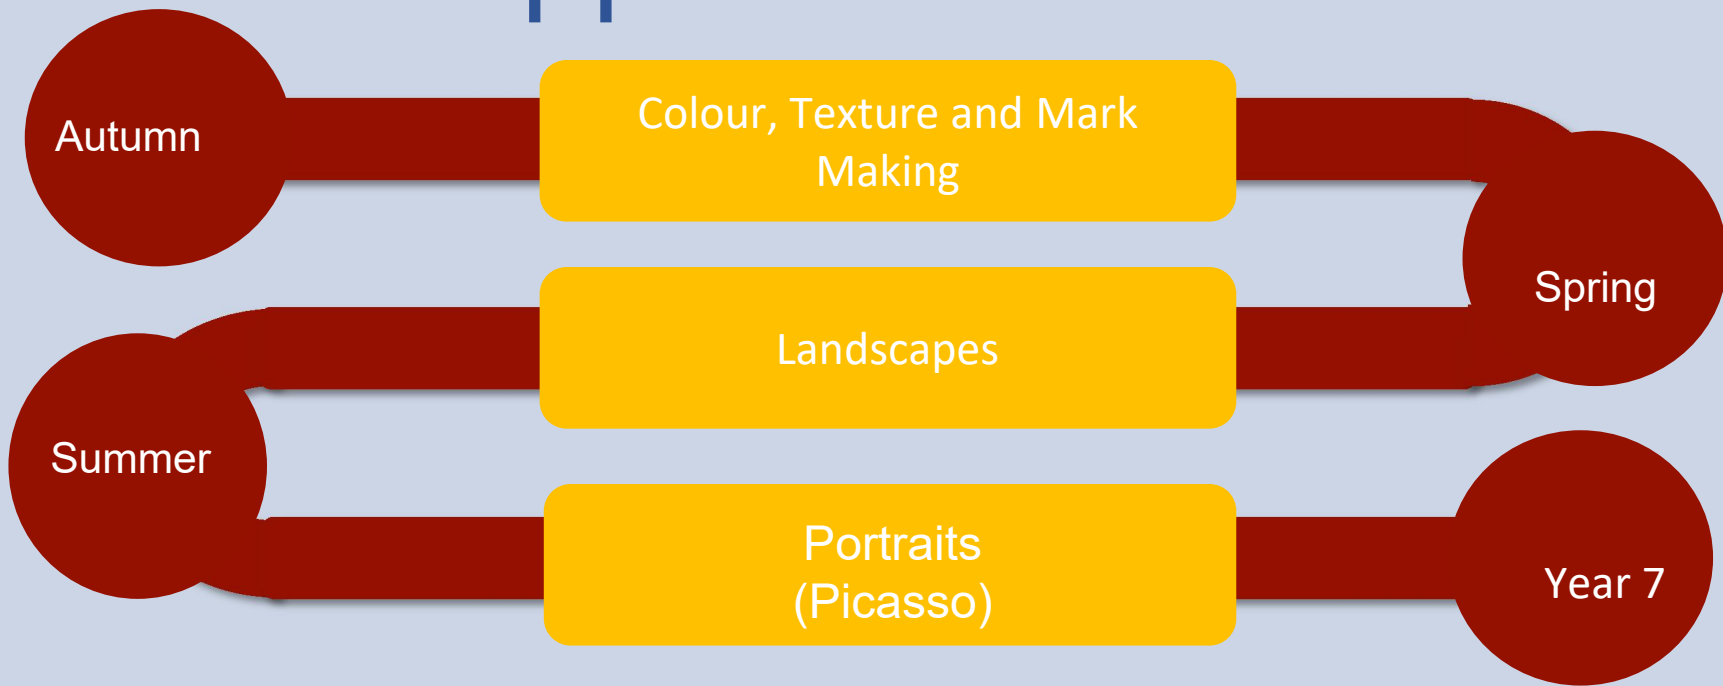 Autumn
Colour, Texture and Mark
Making
Spring
Landscapes
Summer
Portraits
(Picasso)
Year 7